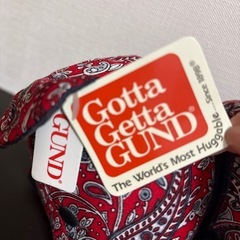 Gotta
Getta
GUND
The World's Most Huggable...since 1898
GUND